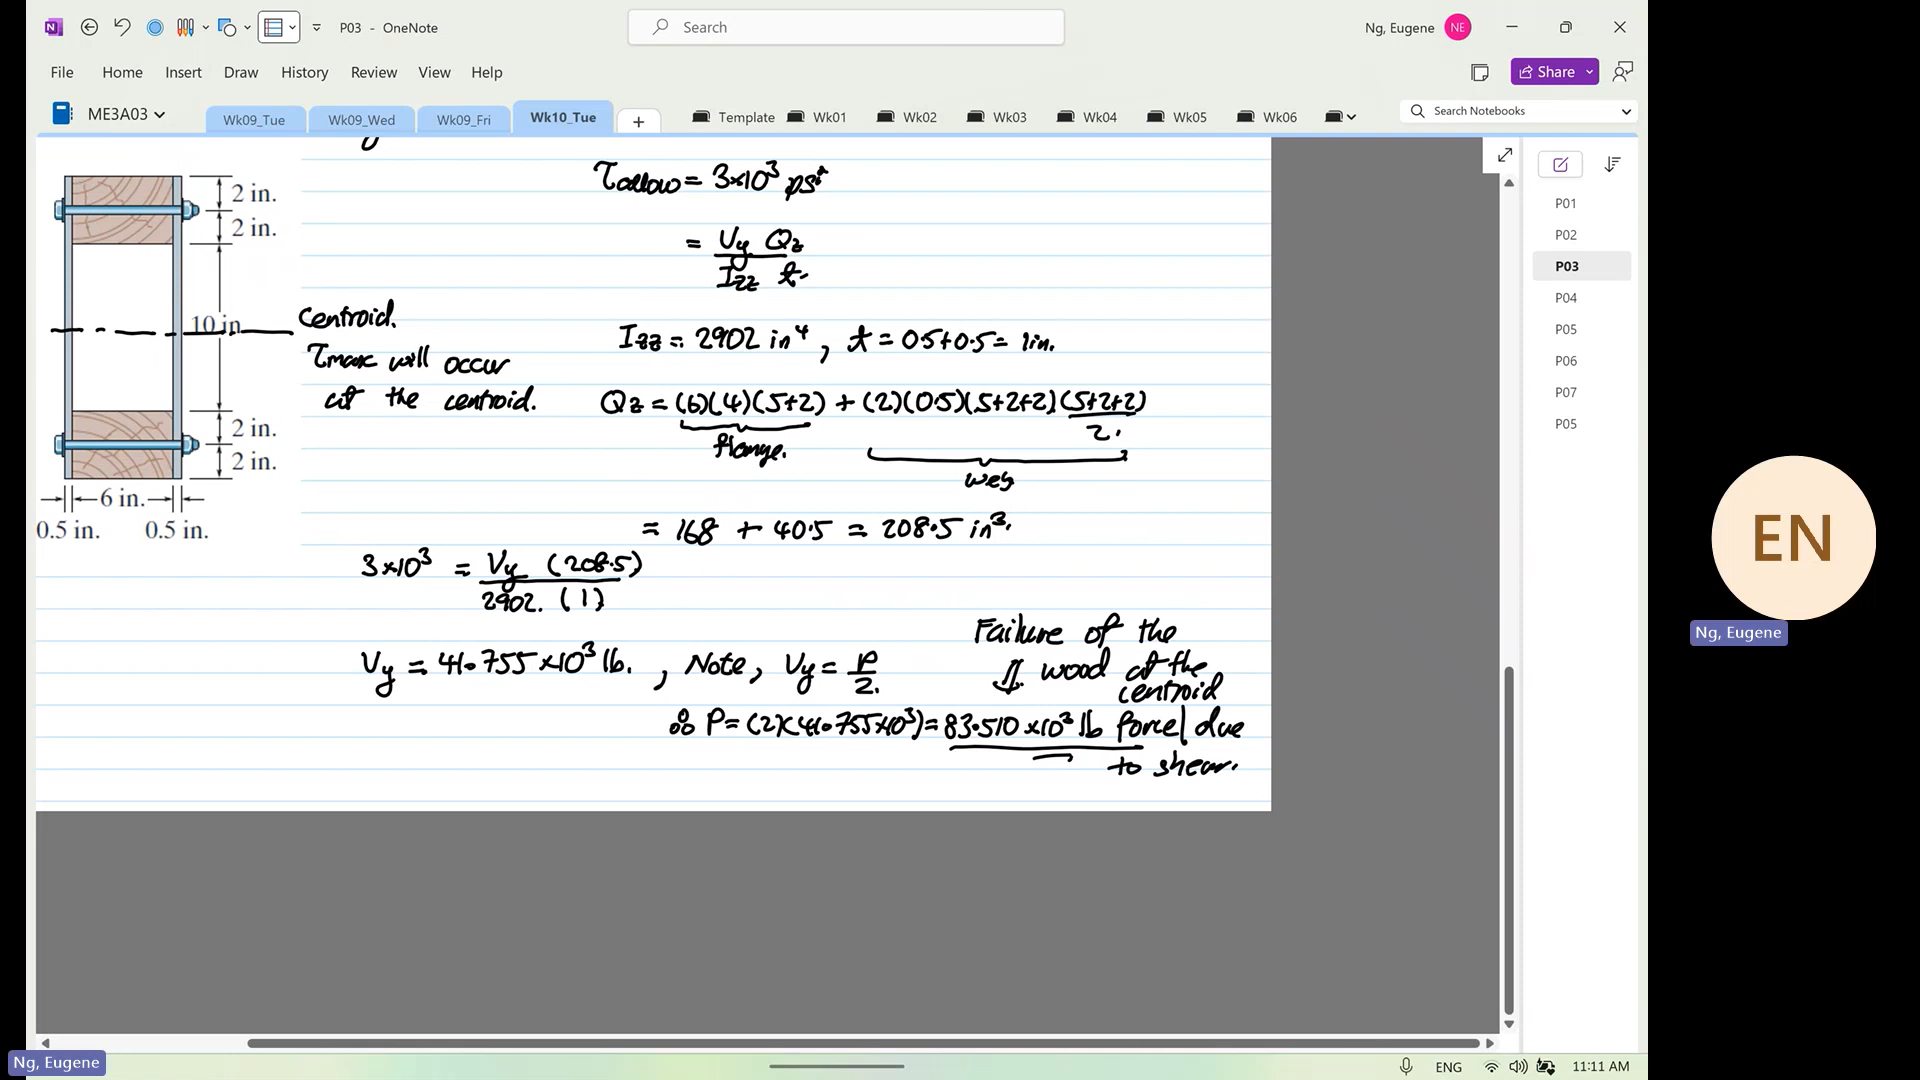 P03 - OneNote
Search
Ng, Eugene
NE
File Home Insert Draw History Review View Help
Share
ME3A03
Wk09_Tue Wk09_Wed Wk09_Fri Wk10_Tue + Template Wk01 Wk02 Wk03 Wk04 Wk05 Wk06
Search Notebooks
P01
P02
P03
P04
P05
P06
P07
P05
τallow = 3×10³ psi
= Vy Qz / Izz t
2 in.
2 in.
10 in.
2 in.
2 in.
6 in.
0.5 in. 0.5 in.
Centroid.
τmax will occur
at the centroid.
Izz = 2902 in⁴, t = 0.5+0.5 = 1in.
Qz = (6)(4)(5+2) + (2)(0.5)(5+2+2)(5+2+2)/2.
flange.
web
= 168 + 40.5 = 208.5 in³.
3×10³ = Vy (208.5) / 2902. (1)
Vy = 41.755×10³ lb. , Note, Vy = P/2.
∴ P = (2)(41.755×10³) = 83.510×10³ lb force
Failure of the
wood at the
centroid
due
to shear.
EN
Ng, Eugene
Ng, Eugene
ENG
11:11 AM